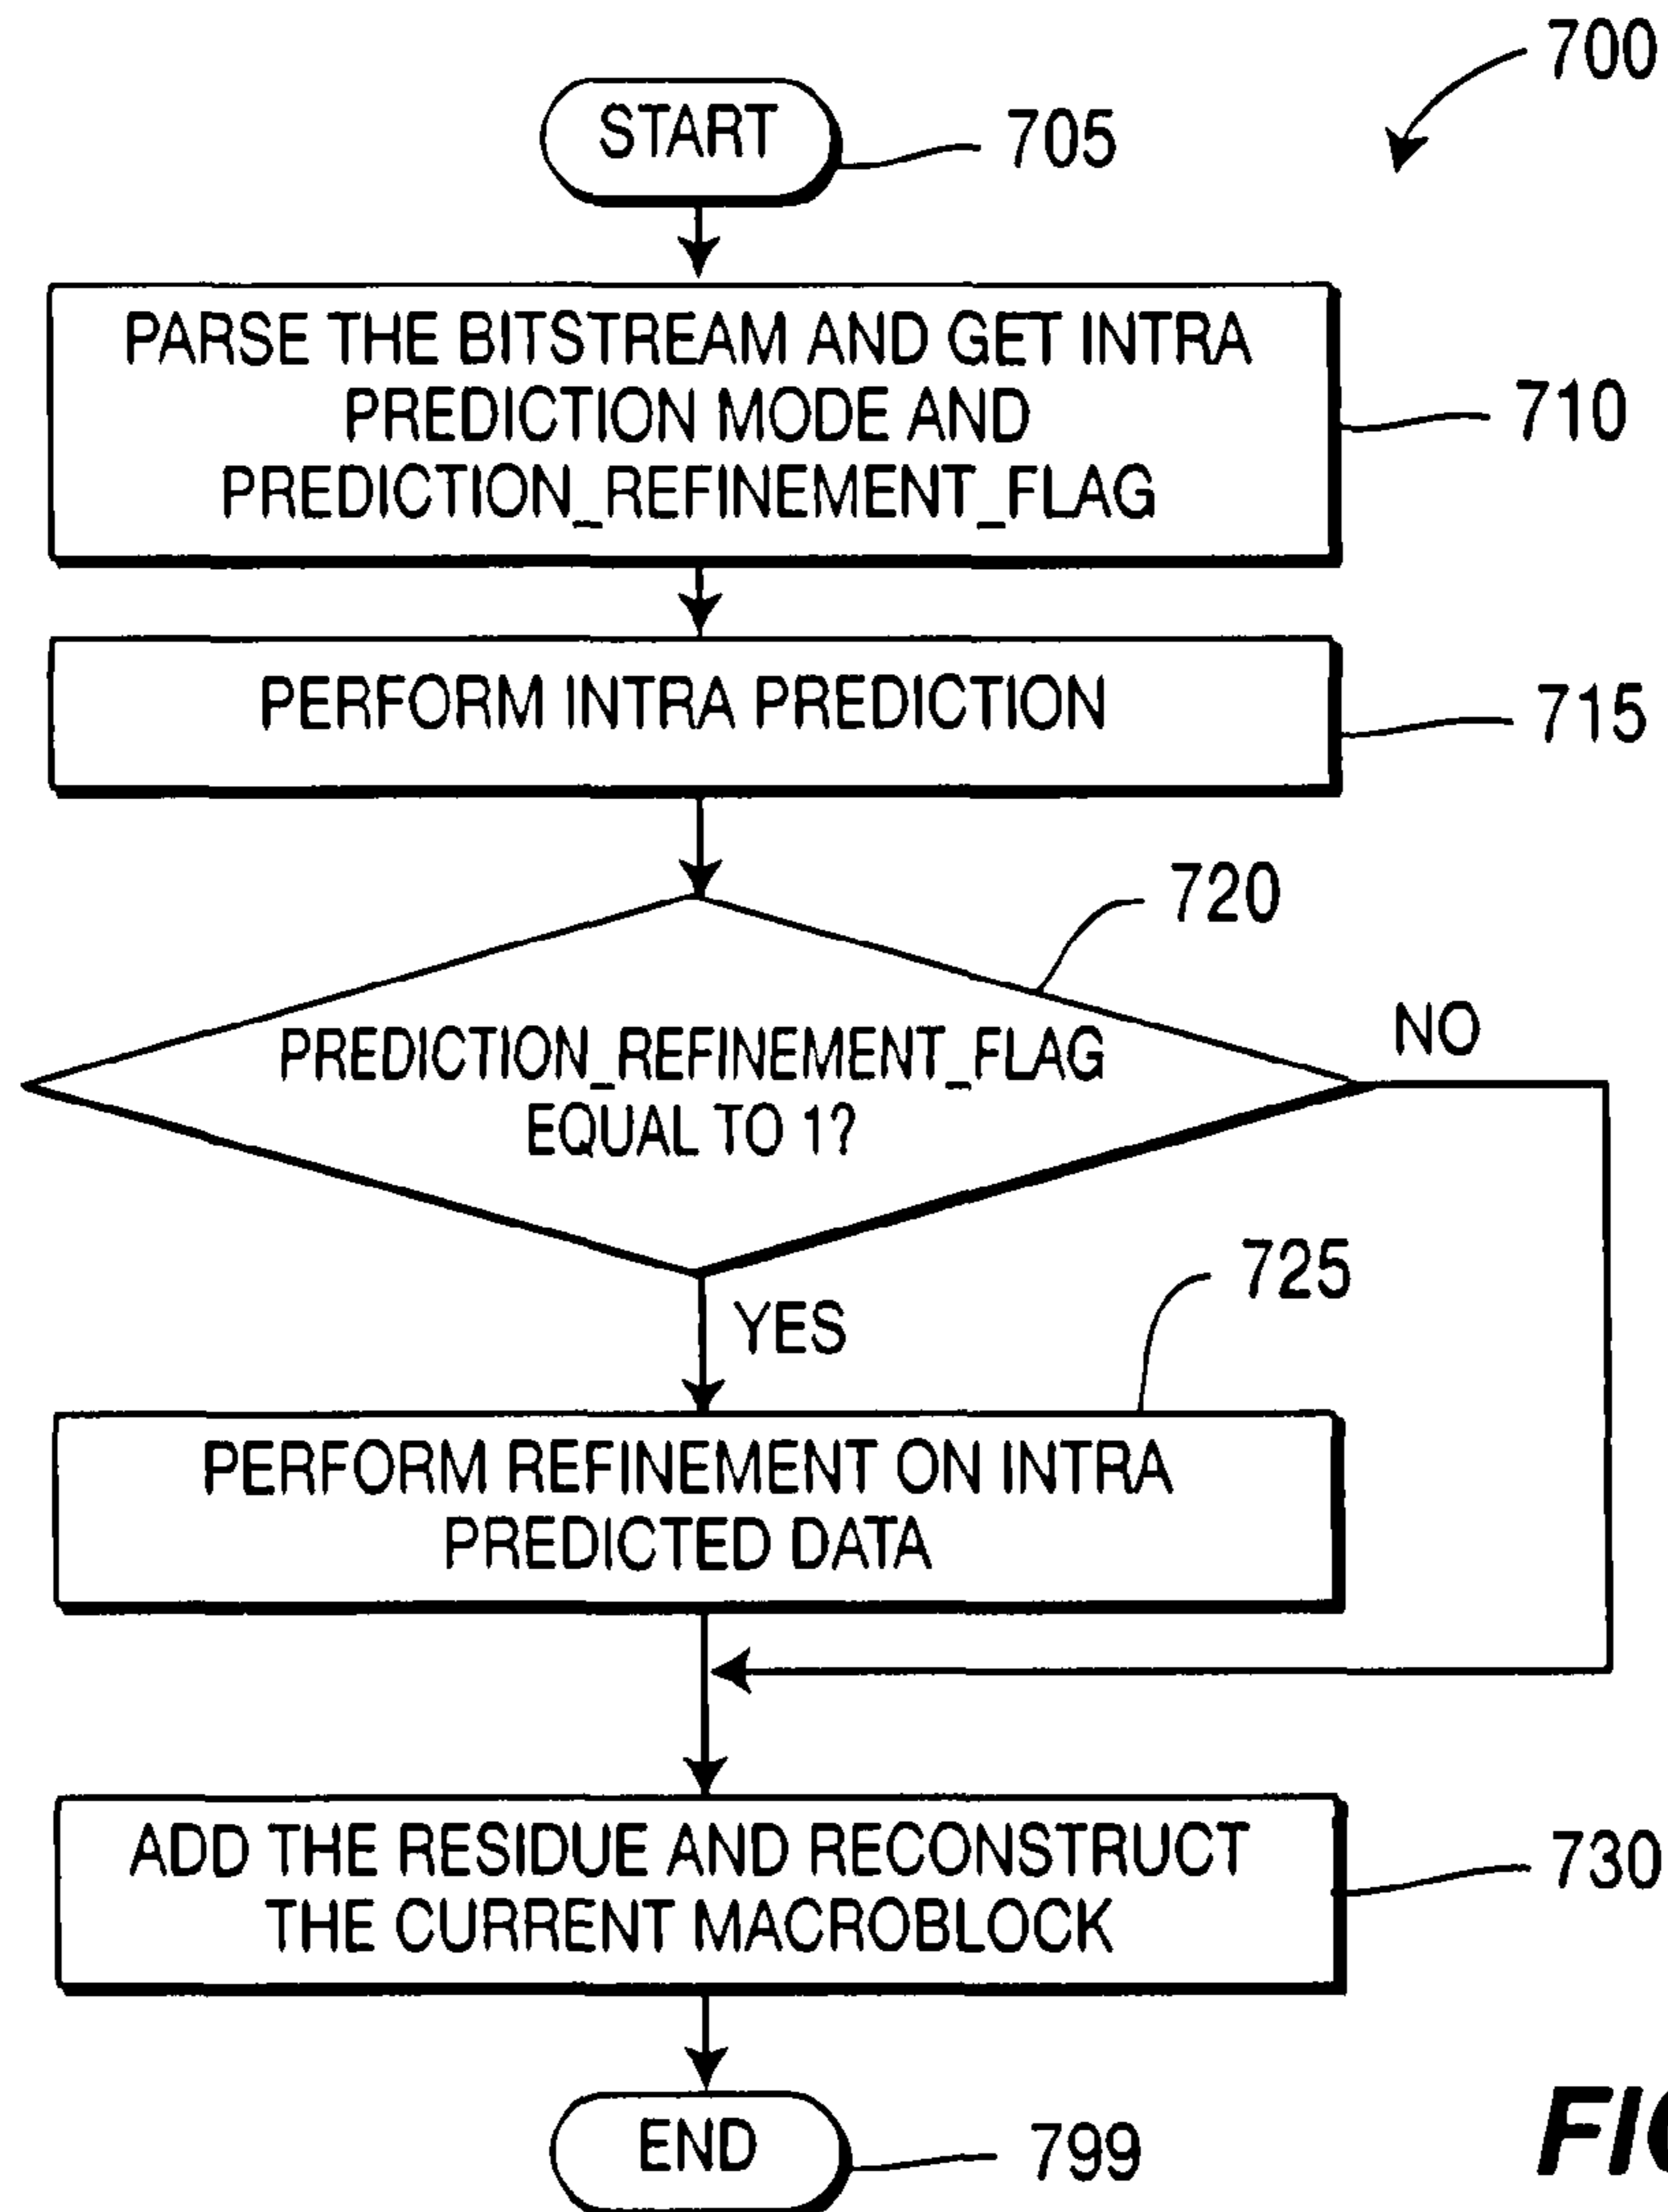 700
START
705
PARSE THE BITSTREAM AND GET INTRA
PREDICTION MODE AND
PREDICTION_REFINEMENT_FLAG
710
PERFORM INTRA PREDICTION
715
720
PREDICTION_REFINEMENT_FLAG
EQUAL TO 1?
NO
YES
725
PERFORM REFINEMENT ON INTRA
PREDICTED DATA
ADD THE RESIDUE AND RECONSTRUCT
THE CURRENT MACROBLOCK
730
END
799